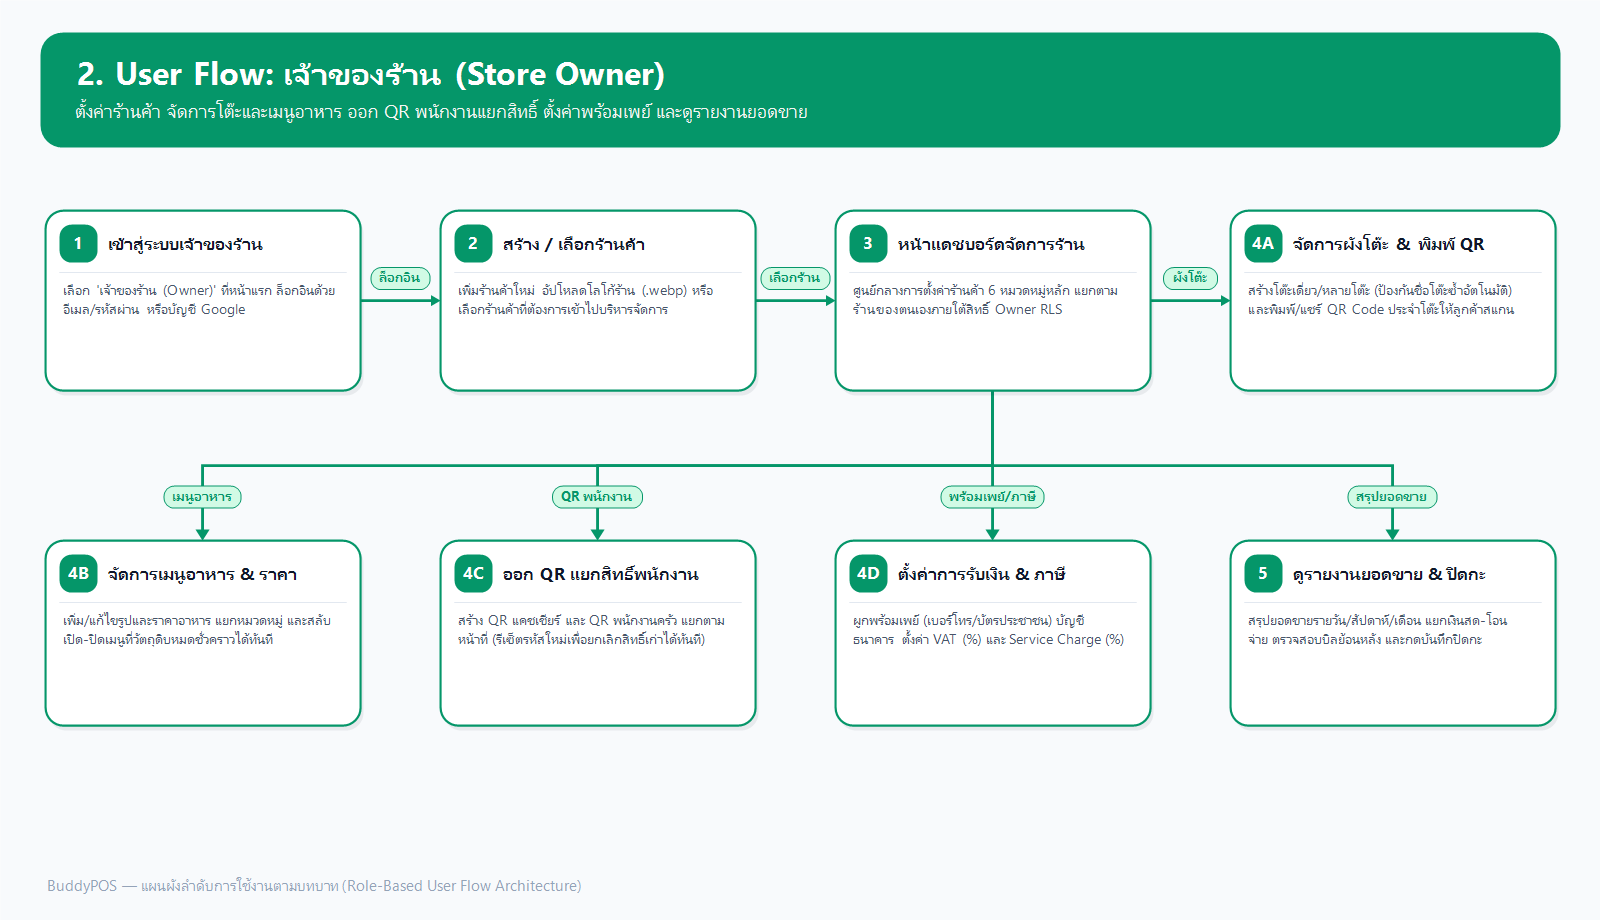 2. User Flow: เจ้าของร้าน (Store Owner)
ตั้งค่าร้านค้า จัดการโต๊ะและเมนูอาหาร ออก QR พนักงานแยกสิทธิ์ ตั้งค่าพร้อมเพย์ และดูรายงานยอดขาย
1
เข้าสู่ระบบเจ้าของร้าน
เลือก 'เจ้าของร้าน (Owner)' ที่หน้าแรก ล็อกอินด้วย
อีเมล/รหัสผ่าน หรือบัญชี Google
ล็อกอิน
2
สร้าง / เลือกร้านค้า
เพิ่มร้านค้าใหม่ อัปโหลดโลโก้ร้าน (.webp) หรือ
เลือกร้านค้าที่ต้องการเข้าไปบริหารจัดการ
เลือกร้าน
3
หน้าแดชบอร์ดจัดการร้าน
ศูนย์กลางการตั้งค่าร้านค้า 6 หมวดหมู่หลัก แยกตาม
ร้านของตนเองภายใต้สิทธิ์ Owner RLS
ผังโต๊ะ
4A
จัดการผังโต๊ะ & พิมพ์ QR
สร้างโต๊ะเดี่ยว/หลายโต๊ะ (ป้องกันชื่อโต๊ะซ้ำอัตโนมัติ)
และพิมพ์/แชร์ QR Code ประจำโต๊ะให้ลูกค้าสแกน
เมนูอาหาร
QR พนักงาน
พร้อมเพย์/ภาษี
สรุปยอดขาย
4B
จัดการเมนูอาหาร & ราคา
เพิ่ม/แก้ไขรูปและราคาอาหาร แยกหมวดหมู่ และสลับ
เปิด-ปิดเมนูที่วัตถุดิบหมดชั่วคราวได้ทันที
4C
ออก QR แยกสิทธิ์พนักงาน
สร้าง QR แคชเชียร์ และ QR พนักงานครัว แยกตาม
หน้าที่ (รีเซ็ตรหัสใหม่เพื่อยกเลิกสิทธิ์เก่าได้ทันที)
4D
ตั้งค่าการรับเงิน & ภาษี
ผูกพร้อมเพย์ (เบอร์โทร/บัตรประชาชน) บัญชี
ธนาคาร ตั้งค่า VAT (%) และ Service Charge (%)
5
ดูรายงานยอดขาย & ปิดกะ
สรุปยอดขายรายวัน/สัปดาห์/เดือน แยกเงินสด-โอน
จ่าย ตรวจสอบบิลย้อนหลัง และกดบันทึกปิดกะ
BuddyPOS — แผนผังลำดับการใช้งานตามบทบาท (Role-Based User Flow Architecture)